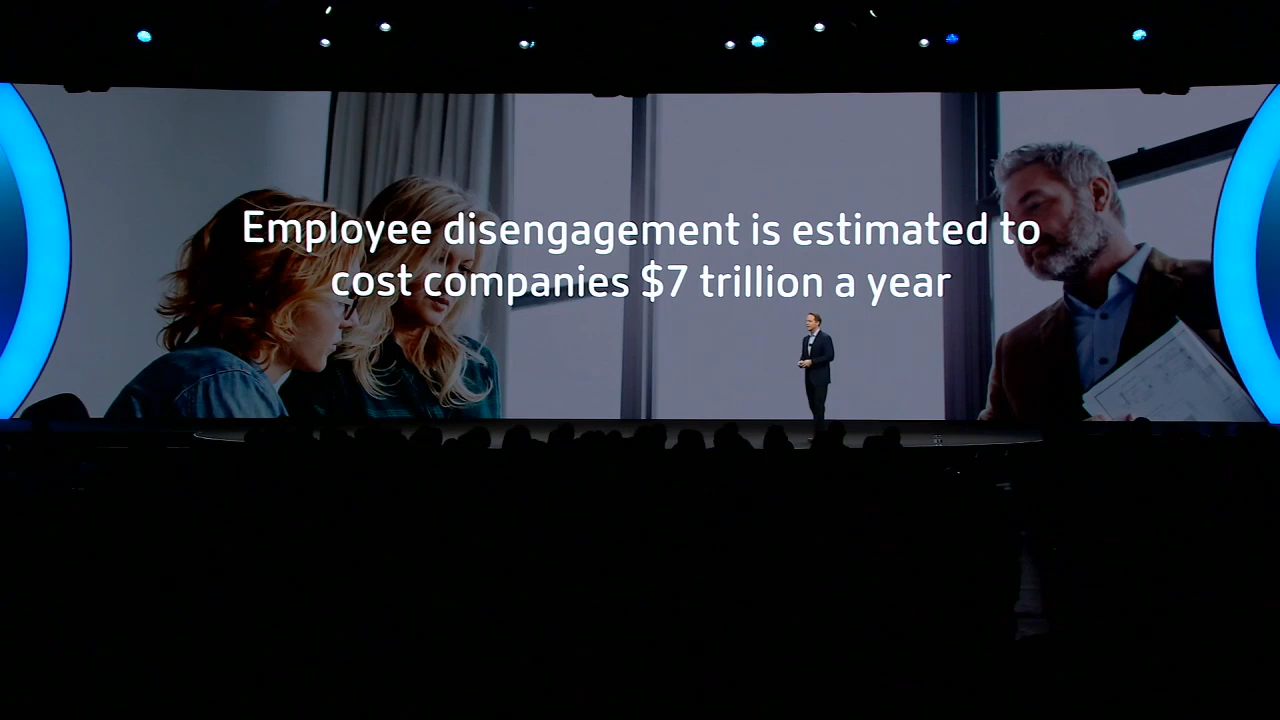 Employee disengagement is estimated to
cost companies $7 trillion a year